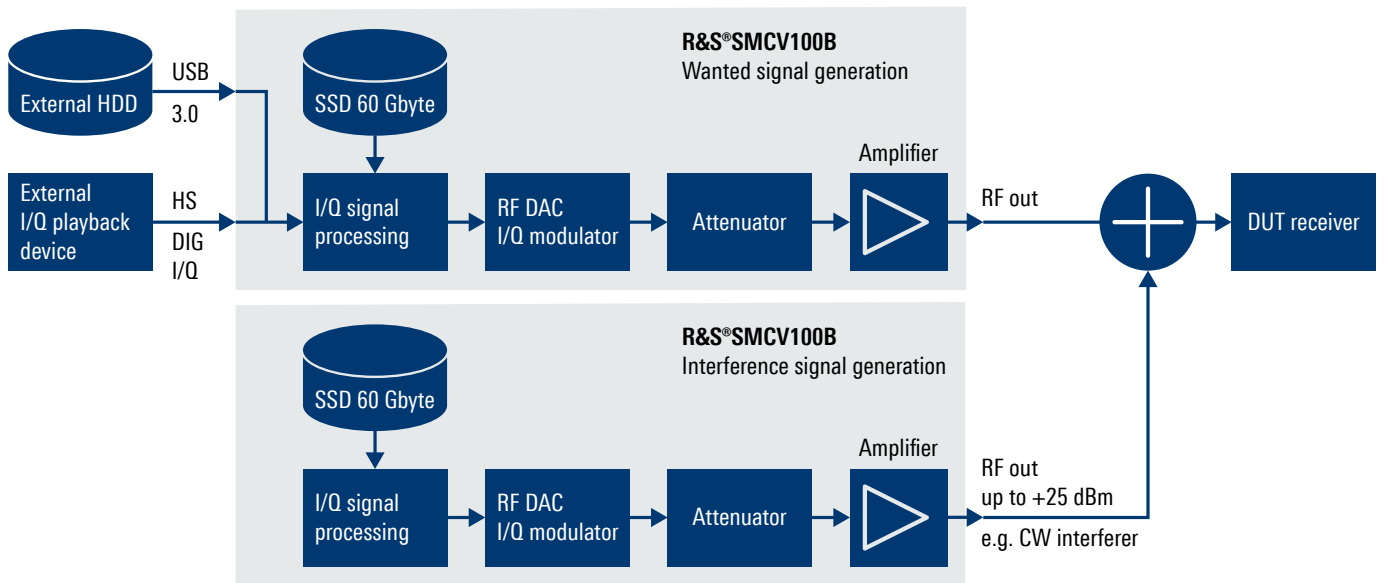 R&S®SMCV100B
Wanted signal generation
External HDD
USB
3.0
SSD 60 Gbyte
External
I/Q playback
device
HS
DIG
I/Q
I/Q signal
processing
RF DAC
I/Q modulator
Attenuator
Amplifier
RF out
DUT receiver
R&S®SMCV100B
Interference signal generation
SSD 60 Gbyte
I/Q signal
processing
RF DAC
I/Q modulator
Attenuator
Amplifier
RF out
up to +25 dBm
e.g. CW interferer